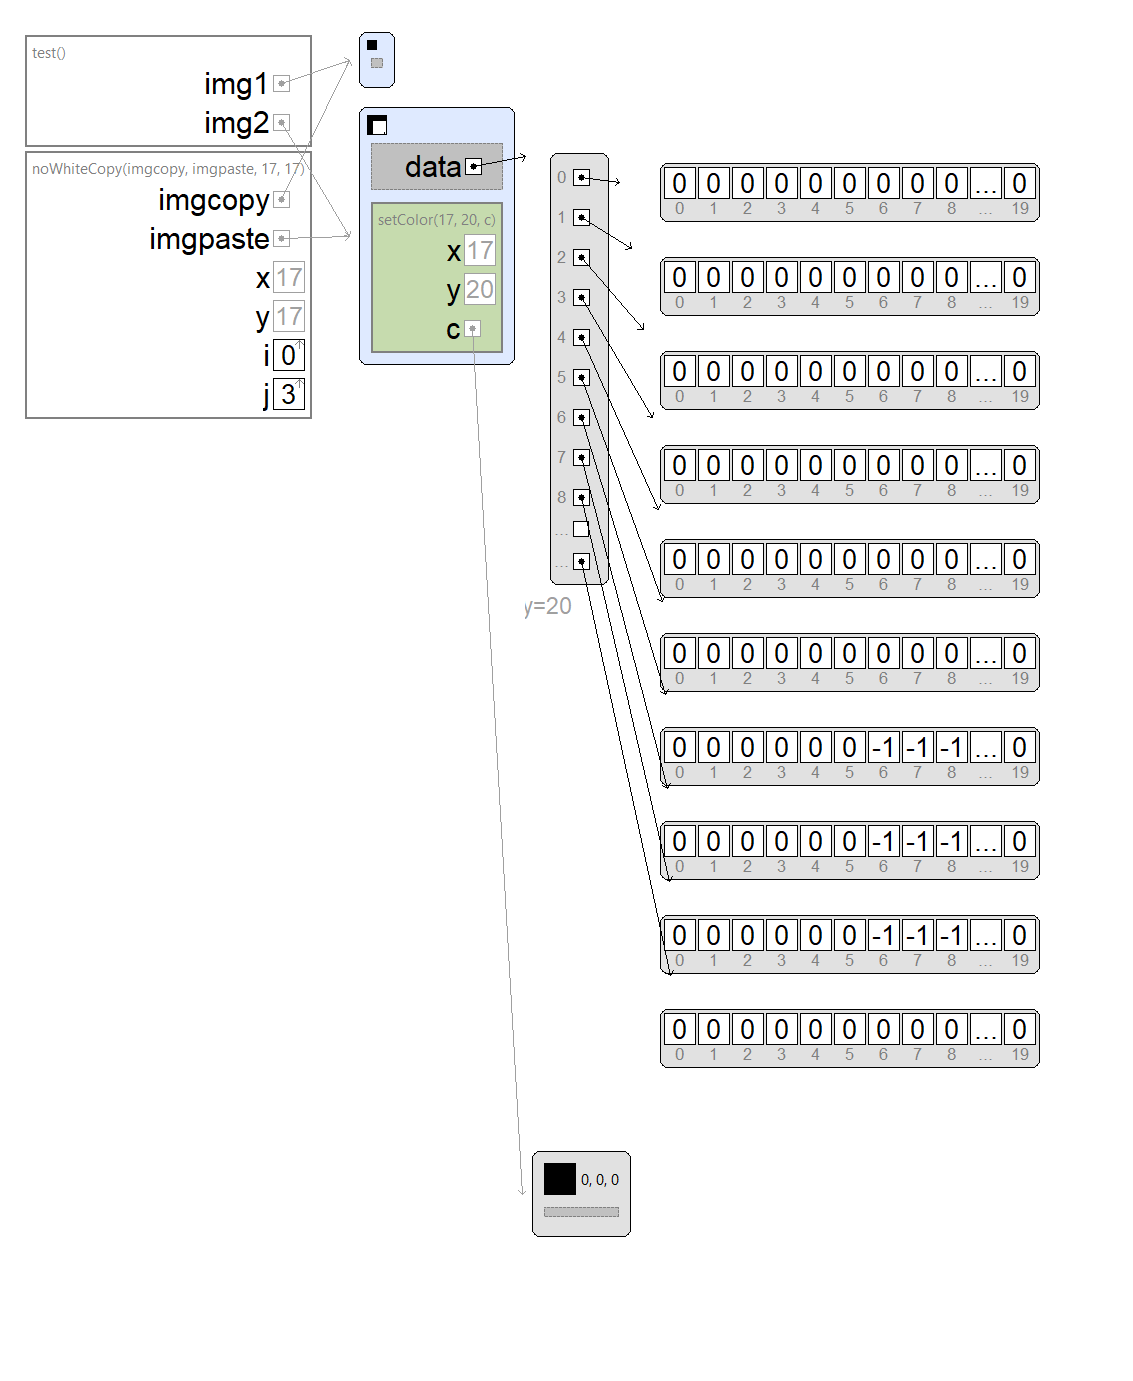 test()
img1
img2
noWhiteCopy(imgcopy, imgpaste, 17, 17)
imgcopy
imgpaste
x 17
y 17
i 0
j 3
data
setColor(17, 20, c)
x 17
y 20
c
0
1
2
3
4
5
6
7
8
...
...
y=20
0 0 0 0 0 0 0 0 0 ... 0
0 1 2 3 4 5 6 7 8 ... 19
0 0 0 0 0 0 0 0 0 ... 0
0 1 2 3 4 5 6 7 8 ... 19
0 0 0 0 0 0 0 0 0 ... 0
0 1 2 3 4 5 6 7 8 ... 19
0 0 0 0 0 0 0 0 0 ... 0
0 1 2 3 4 5 6 7 8 ... 19
0 0 0 0 0 0 0 0 0 ... 0
0 1 2 3 4 5 6 7 8 ... 19
0 0 0 0 0 0 0 0 0 ... 0
0 1 2 3 4 5 6 7 8 ... 19
0 0 0 0 0 0 -1 -1 -1 ... 0
0 1 2 3 4 5 6 7 8 ... 19
0 0 0 0 0 0 -1 -1 -1 ... 0
0 1 2 3 4 5 6 7 8 ... 19
0 0 0 0 0 0 -1 -1 -1 ... 0
0 1 2 3 4 5 6 7 8 ... 19
0 0 0 0 0 0 0 0 0 ... 0
0 1 2 3 4 5 6 7 8 ... 19
0, 0, 0